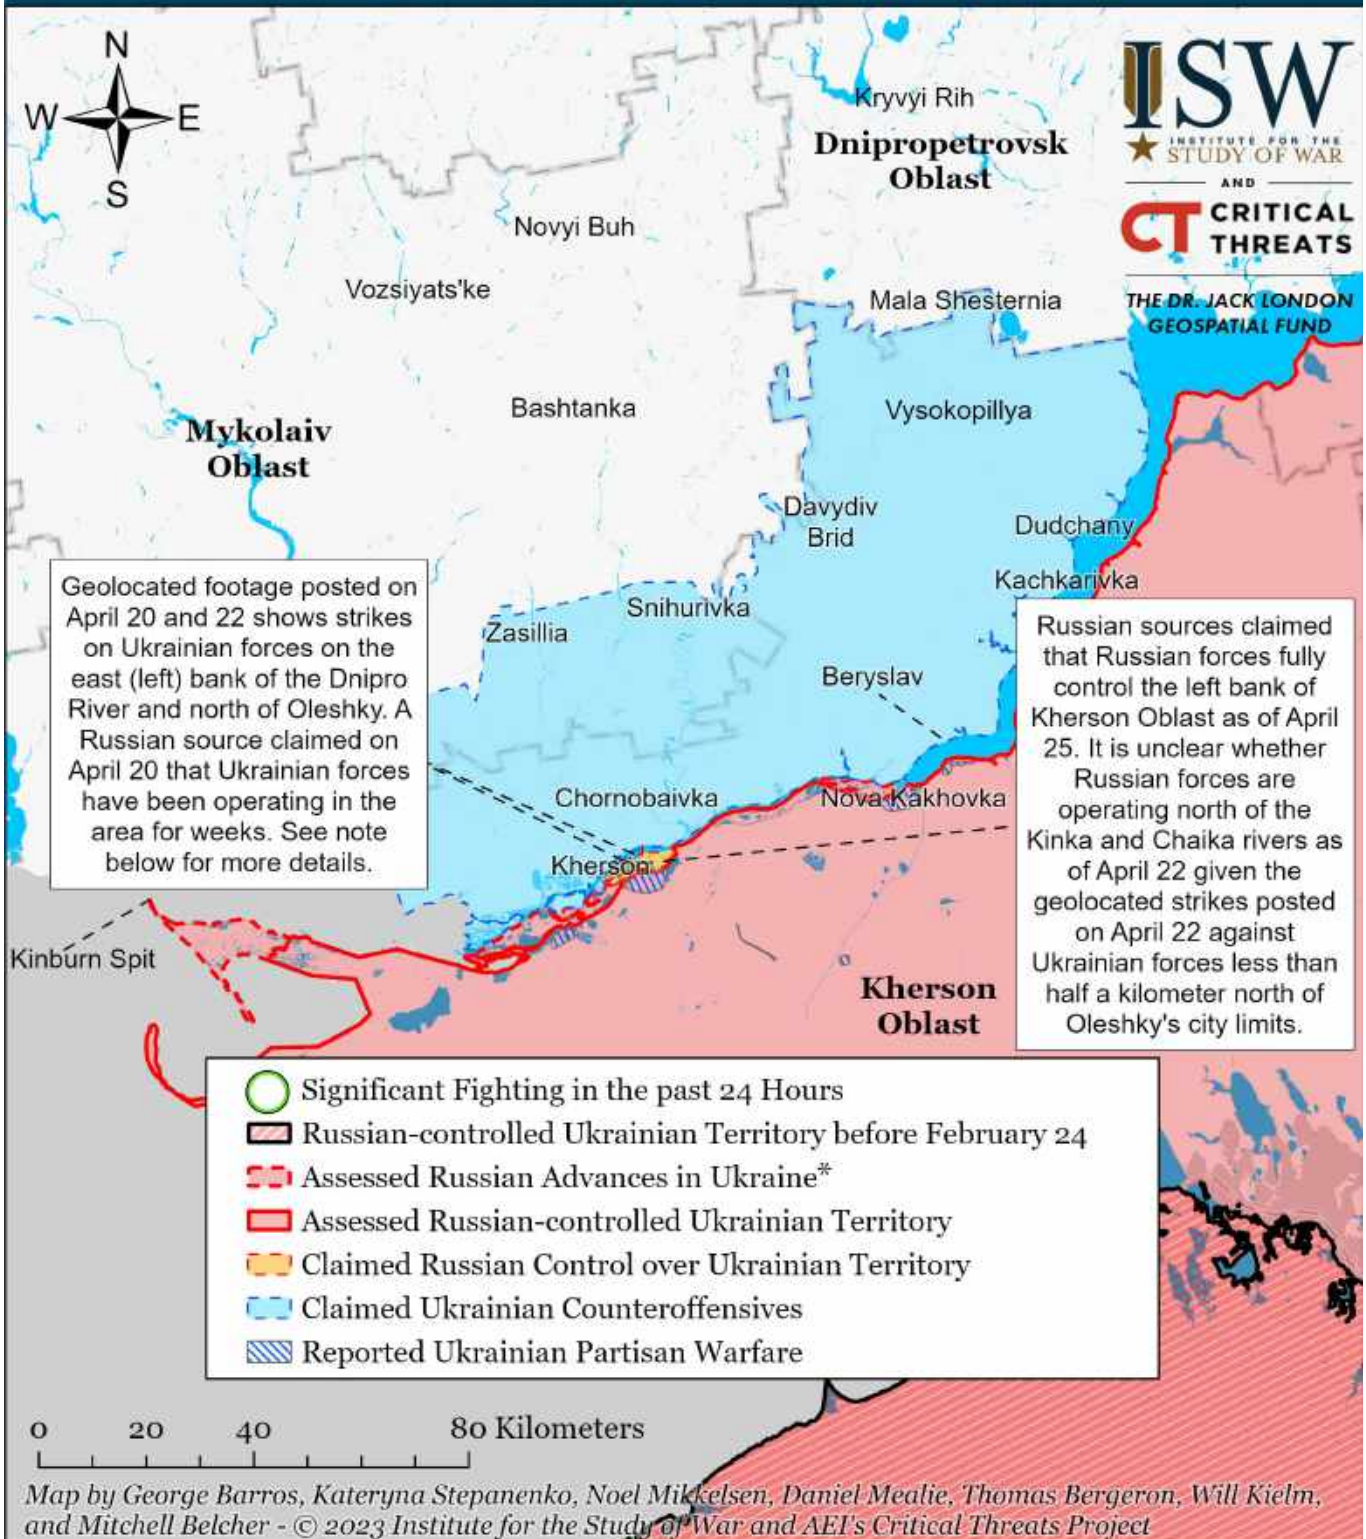 N
W E
S
ISW
INSTITUTE FOR THE
STUDY OF WAR
AND
CT CRITICAL
THREATS
THE DR. JACK LONDON
GEOSPATIAL FUND
Kryvyi Rih
Dnipropetrovsk
Oblast
Novyi Buh
Vozsiyats'ke
Mala Shesternia
Bashtanka
Vysokopillya
Mykolaiv
Oblast
Davydiv
Brid
Dudchany
Kachkarivka
Snihurivka
Zasillia
Beryslav
Geolocated footage posted on
April 20 and 22 shows strikes
on Ukrainian forces on the
east (left) bank of the Dnipro
River and north of Oleshky. A
Russian source claimed on
April 20 that Ukrainian forces
have been operating in the
area for weeks. See note
below for more details.
Russian sources claimed
that Russian forces fully
control the left bank of
Kherson Oblast as of April
25. It is unclear whether
Russian forces are
operating north of the
Kinka and Chaika rivers as
of April 22 given the
geolocated strikes posted
on April 22 against
Ukrainian forces less than
half a kilometer north of
Oleshky's city limits.
Chornobaivka
Nova Kakhovka
Kherson
Kinburn Spit
Kherson
Oblast
Significant Fighting in the past 24 Hours
Russian-controlled Ukrainian Territory before February 24
Assessed Russian Advances in Ukraine*
Assessed Russian-controlled Ukrainian Territory
Claimed Russian Control over Ukrainian Territory
Claimed Ukrainian Counteroffensives
Reported Ukrainian Partisan Warfare
0 20 40 80 Kilometers
Map by George Barros, Kateryna Stepanenko, Noel Mikkelsen, Daniel Mealie, Thomas Bergeron, Will Kielm,
and Mitchell Belcher - © 2023 Institute for the Study of War and AEI's Critical Threats Project